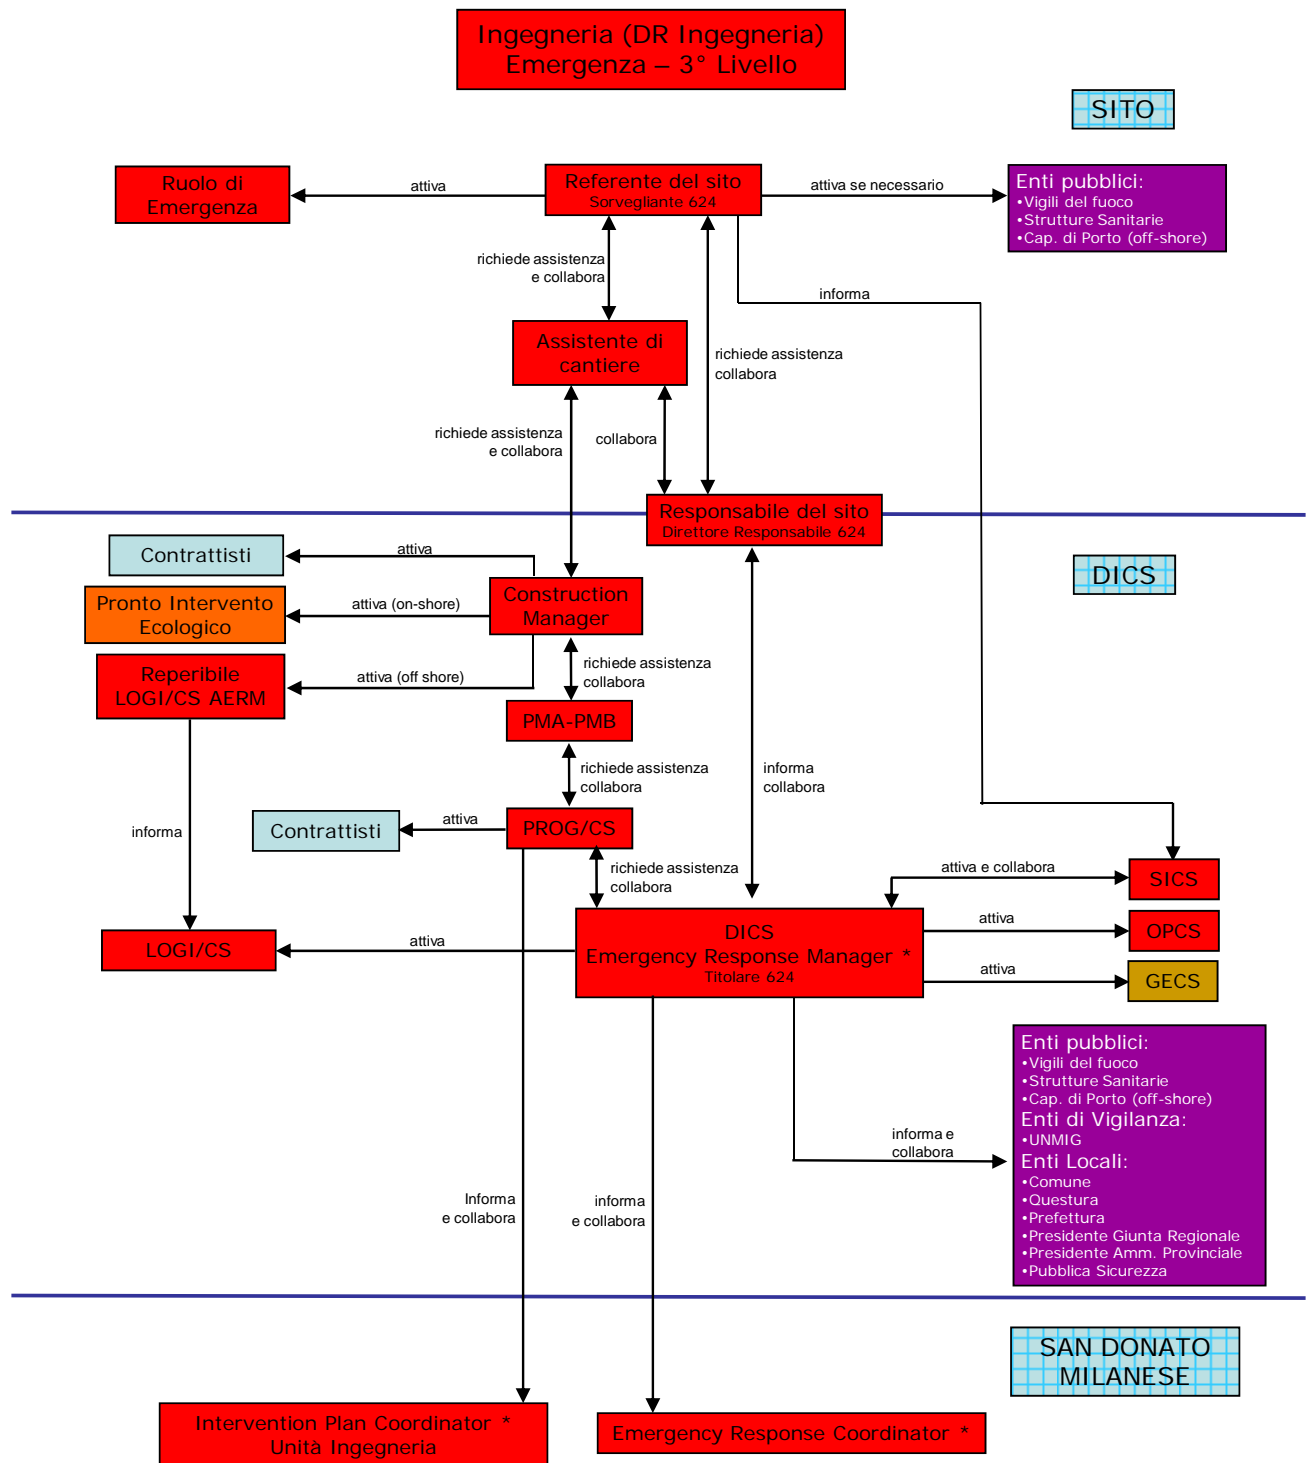 Ingegneria (DR Ingegneria)
Emergenza – 3° Livello
SITO
Ruolo di
Emergenza
attiva
Referente del sito
Sorvegliante 624
attiva se necessario
Enti pubblici:
•Vigili del fuoco
•Strutture Sanitarie
•Cap. di Porto (off-shore)
richiede assistenza
e collabora
informa
Assistente di
cantiere
richiede assistenza
collabora
richiede assistenza
e collabora
collabora
Responsabile del sito
Direttore Responsabile 624
Contrattisti
attiva
DICS
Pronto Intervento
Ecologico
attiva (on-shore)
Construction
Manager
Reperibile
LOGI/CS AERM
attiva (off shore)
richiede assistenza
collabora
PMA-PMB
richiede assistenza
collabora
informa
collabora
informa
Contrattisti
attiva
PROG/CS
richiede assistenza
collabora
attiva e collabora
SICS
LOGI/CS
attiva
DICS
Emergency Response Manager *
Titolare 624
attiva
OPCS
attiva
GECS
Enti pubblici:
•Vigili del fuoco
•Strutture Sanitarie
•Cap. di Porto (off-shore)
Enti di Vigilanza:
•UNMIG
Enti Locali:
•Comune
•Questura
•Prefettura
•Presidente Giunta Regionale
•Presidente Amm. Provinciale
•Pubblica Sicurezza
informa e
collabora
Informa
e collabora
informa
e collabora
SAN DONATO
MILANESE
Intervention Plan Coordinator *
Unità Ingegneria
Emergency Response Coordinator *